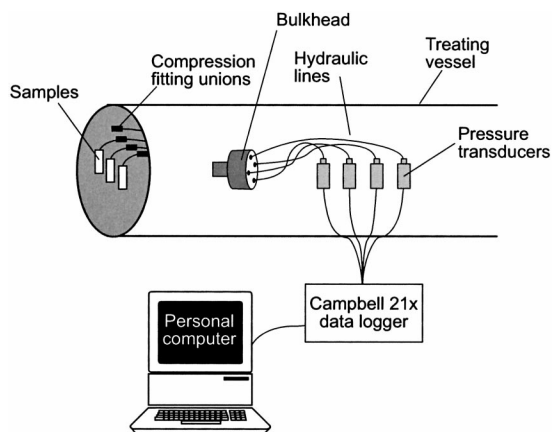 Bulkhead
Compression
fitting unions
Hydraulic
lines
Treating
vessel
Samples
Pressure
transducers
Campbell 21x
data logger
Personal
computer